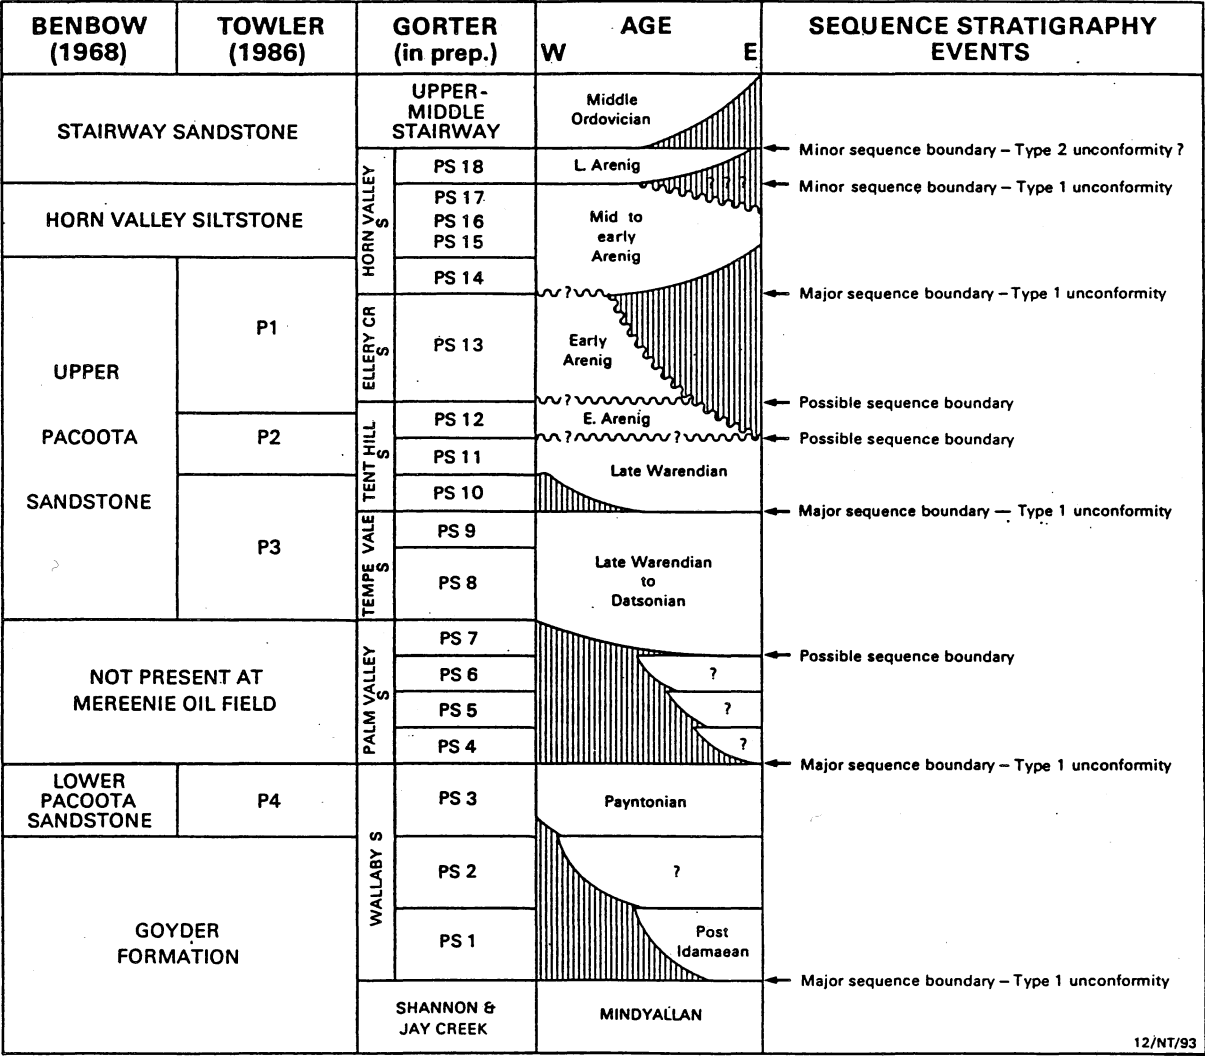 BENBOW
(1968)
TOWLER
(1986)
GORTER
(in prep.)
AGE
W
E
SEQUENCE STRATIGRAPHY
EVENTS
STAIRWAY SANDSTONE
HORN VALLEY SILTSTONE
UPPER
PACOOTA
SANDSTONE
P1
P2
P3
NOT PRESENT AT
MEREENIE OIL FIELD
LOWER
PACOOTA
SANDSTONE
P4
GOYDER
FORMATION
UPPER-
MIDDLE
STAIRWAY
HORN VALLEY
S
PS 18
PS 17
PS 16
PS 15
PS 14
ELLERY CR
S
PS 13
TENT HILL
S
PS 12
PS 11
PS 10
TEMPE VALE
S
PS 9
PS 8
PALM VALLEY
S
PS 7
PS 6
PS 5
PS 4
WALLABY S
PS 3
PS 2
PS 1
SHANNON &
JAY CREEK
Middle
Ordovician
L. Arenig
? ? ?
Mid to
early
Arenig
?
Early
Arenig
?
E. Arenig
? ?
Late Warendian
Late Warendian
to
Datsonian
?
?
?
Payntonian
?
Post
Idamaean
MINDYALLAN
Minor sequence boundary – Type 2 unconformity ?
Minor sequence boundary – Type 1 unconformity
Major sequence boundary – Type 1 unconformity
Possible sequence boundary
Possible sequence boundary
Major sequence boundary — Type 1 unconformity
Possible sequence boundary
Major sequence boundary – Type 1 unconformity
Major sequence boundary – Type 1 unconformity
12/NT/93